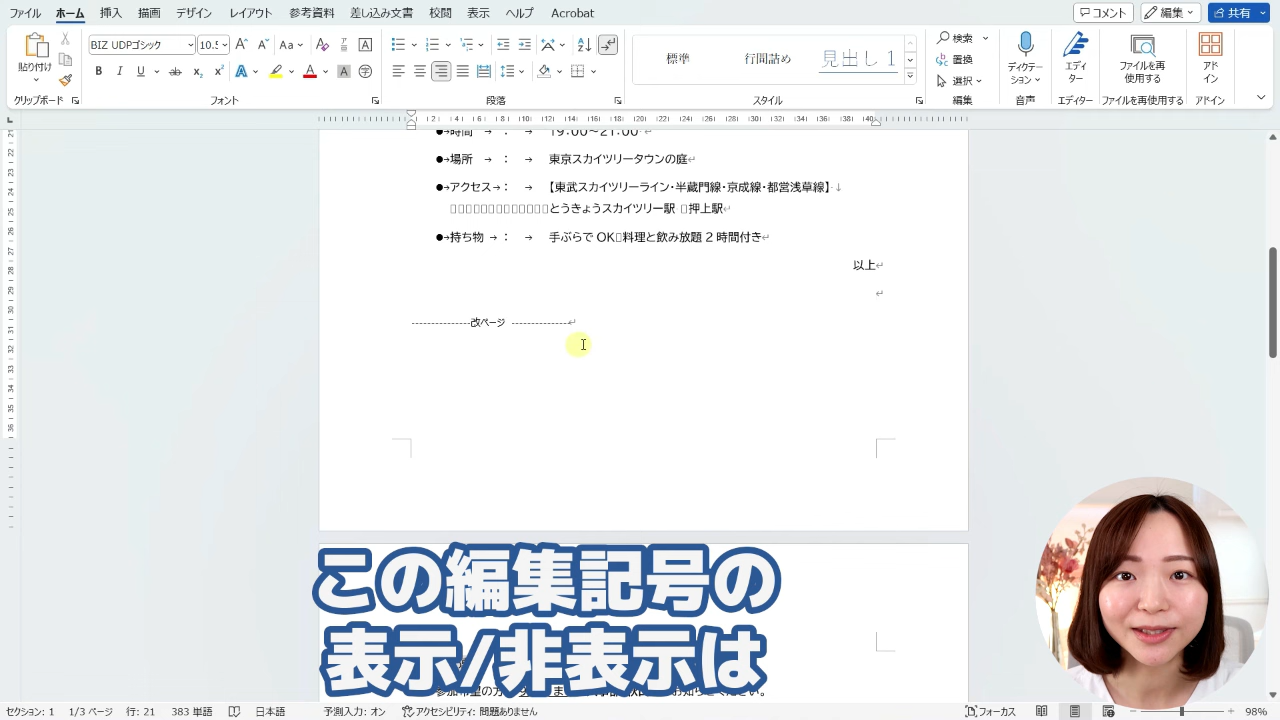 ファイル ホーム 挿入 描画 デザイン レイアウト 参考資料 差し込み文書 校閲 表示 ヘルプ Acrobat コメント 編集 共有
貼り付け BIZ UDPゴシック 10.5 標準 行間詰め 見出し 1 検索 置換 選択 ディクテーション エディター ファイルを再使用する アドイン
クリップボード フォント 段落 スタイル 編集 音声 エディター ファイルを再使用する アドイン
●→時間 → : → 19:00～21:00
●→場所 → : → 東京スカイツリータウンの庭↵
●→アクセス→ : → 【東武スカイツリーライン・半蔵門線・京成線・都営浅草線】↓
□□□□□□□□□□□□□とうきょうスカイツリー駅 □押上駅↵
●→持ち物 → : → 手ぶらでOK□料理と飲み放題2時間付き↵
以上↵
↵
---------------改ページ---------------↵
この編集記号の
表示/非表示は
セクション: 1 1/3 ページ 行: 21 383 単語 日本語 予測入力: オン アクセシビリティ: 問題ありません フォーカス 98%